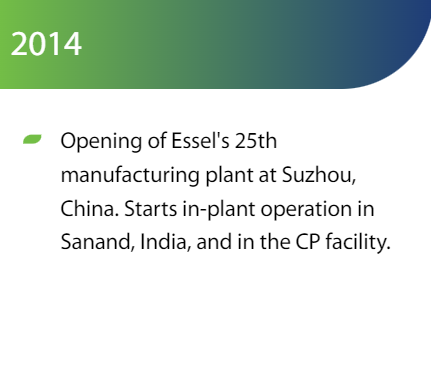 2014
Opening of Essel's 25th
manufacturing plant at Suzhou,
China. Starts in-plant operation in
Sanand, India, and in the CP facility.